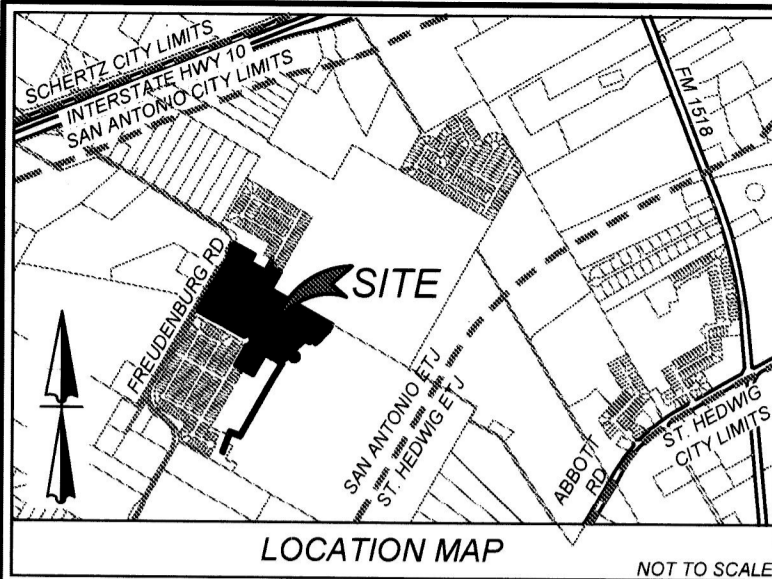 SCHERTZ CITY LIMITS
INTERSTATE HWY 10
SAN ANTONIO CITY LIMITS
FM 1518
FREUDENBURG RD
SITE
SAN ANTONIO ETJ
ST. HEDWIG ETJ
ABBOTT
RD
ST. HEDWIG
CITY LIMITS
LOCATION MAP
NOT TO SCALE